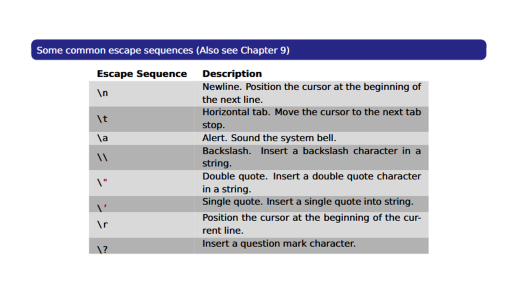 Some common escape sequences (Also see Chapter 9)
Escape Sequence Description
\n Newline. Position the cursor at the beginning of
the next line.
\t Horizontal tab. Move the cursor to the next tab
stop.
\a Alert. Sound the system bell.
\\ Backslash. Insert a backslash character in a
string.
\" Double quote. Insert a double quote character
in a string.
\' Single quote. Insert a single quote into string.
\r Position the cursor at the beginning of the cur-
rent line.
\? Insert a question mark character.